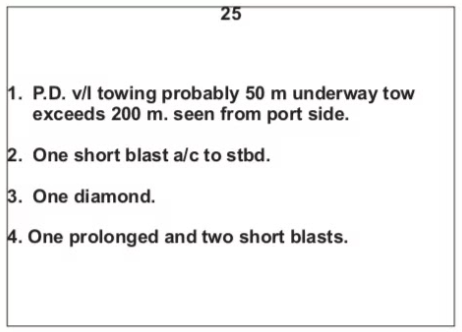 25
1. P.D. v/l towing probably 50 m underway tow
exceeds 200 m. seen from port side.
2. One short blast a/c to stbd.
3. One diamond.
4. One prolonged and two short blasts.